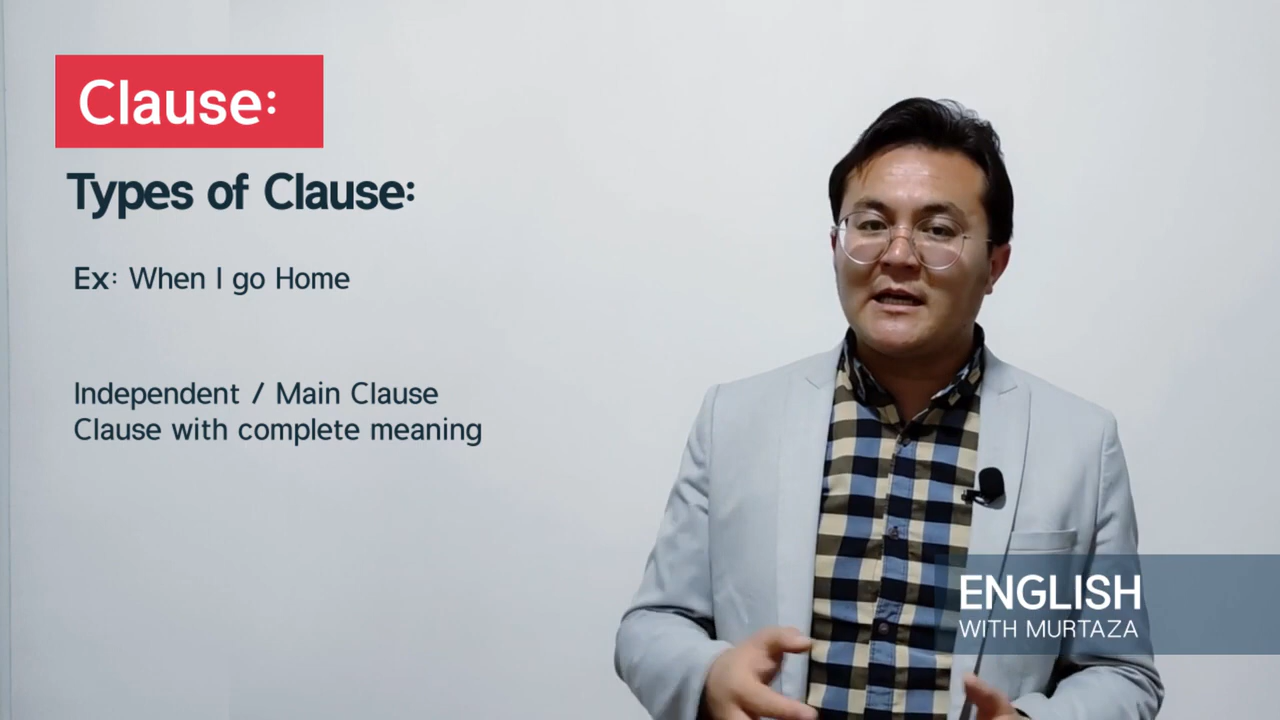 Clause:
Types of Clause:
Ex: When I go Home
Independent / Main Clause
Clause with complete meaning
ENGLISH
WITH MURTAZA